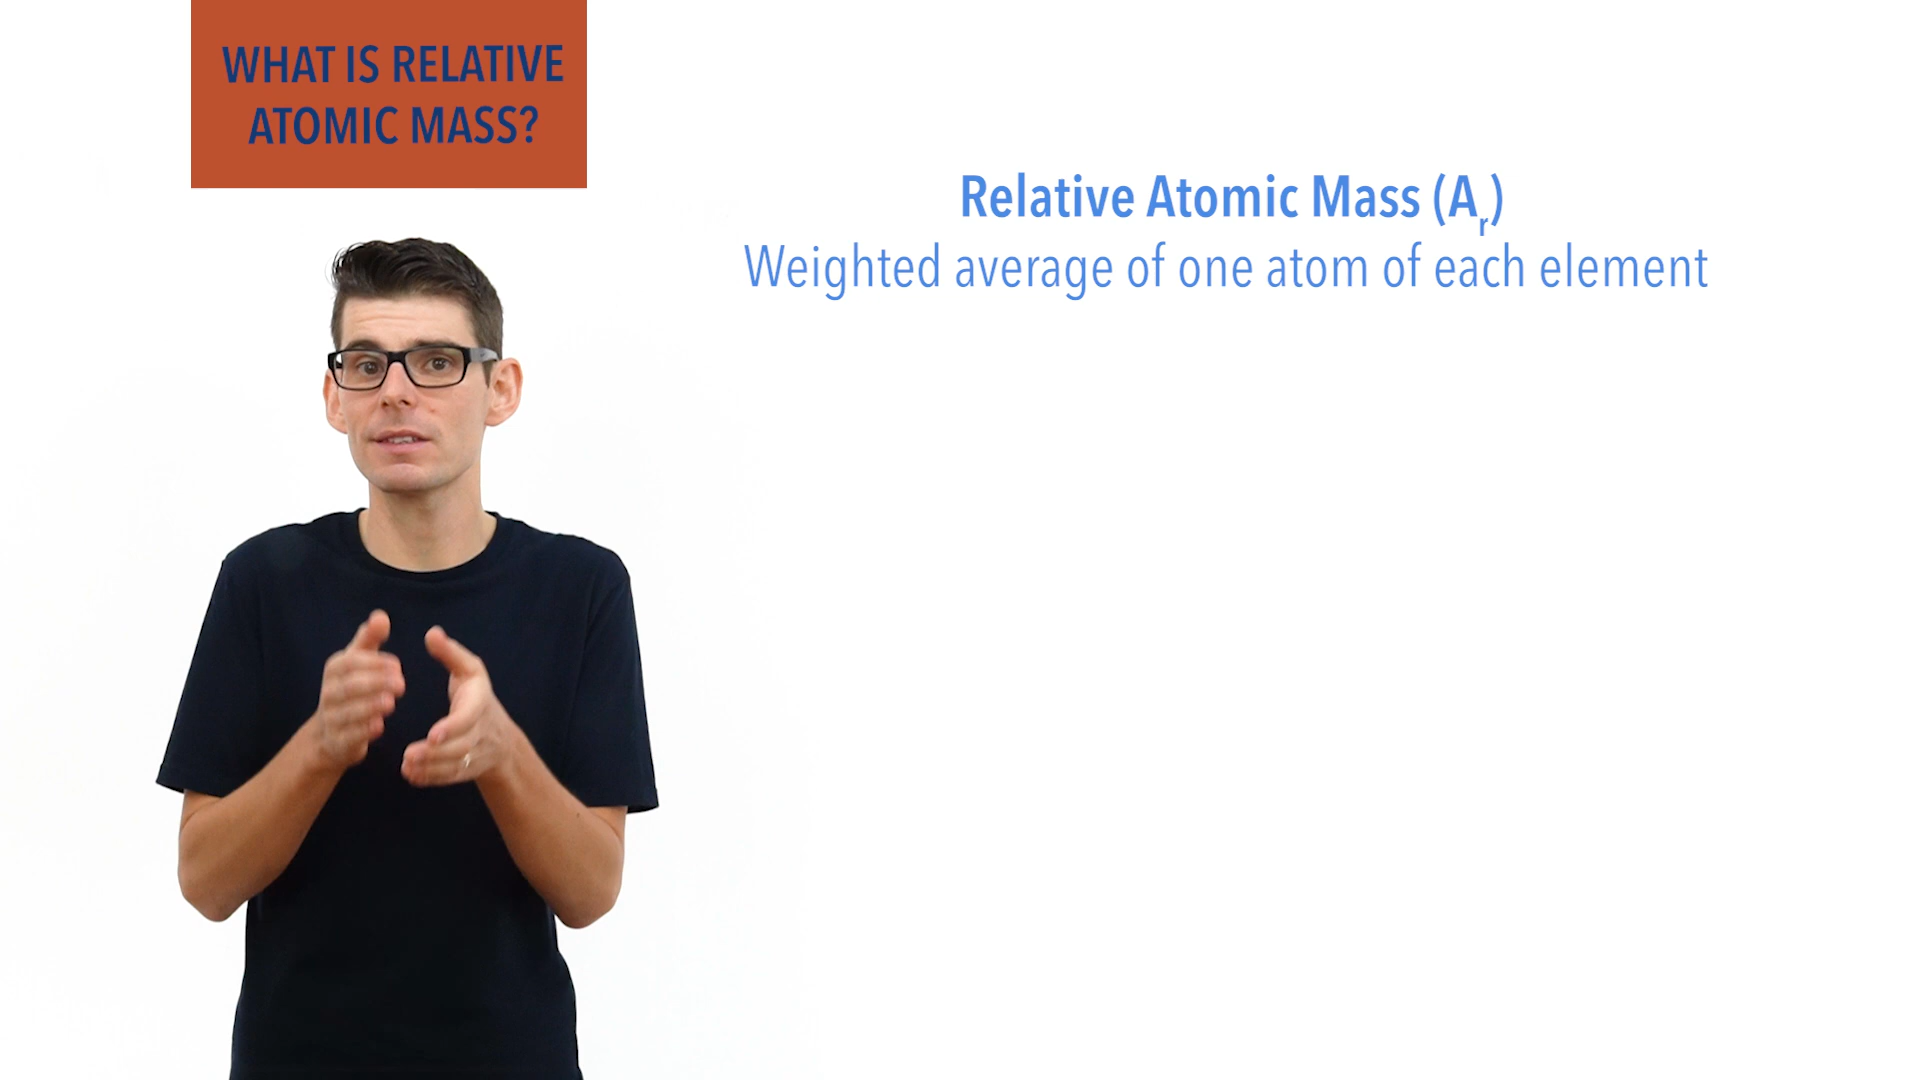 WHAT IS RELATIVE
ATOMIC MASS?
Relative Atomic Mass (Ar)
Weighted average of one atom of each element